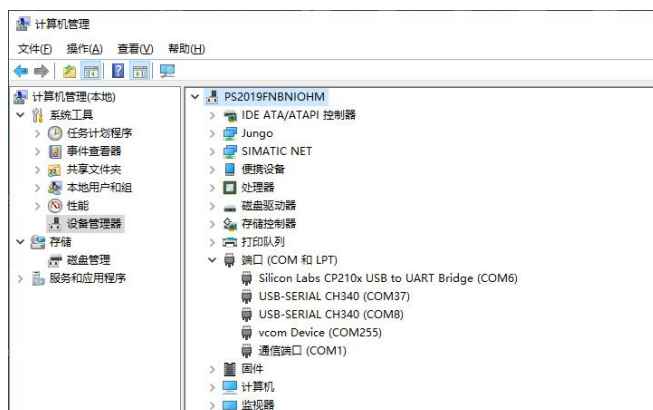 计算机管理
文件(F) 操作(A) 查看(V) 帮助(H)
计算机管理(本地)
系统工具
任务计划程序
事件查看器
共享文件夹
本地用户和组
性能
设备管理器
存储
磁盘管理
服务和应用程序
PS2019FNBNIOHM
IDE ATA/ATAPI 控制器
Jungo
SIMATIC NET
便携设备
处理器
磁盘驱动器
存储控制器
打印队列
端口 (COM 和 LPT)
Silicon Labs CP210x USB to UART Bridge (COM6)
USB-SERIAL CH340 (COM37)
USB-SERIAL CH340 (COM8)
vcom Device (COM255)
通信端口 (COM1)
固件
计算机
监视器